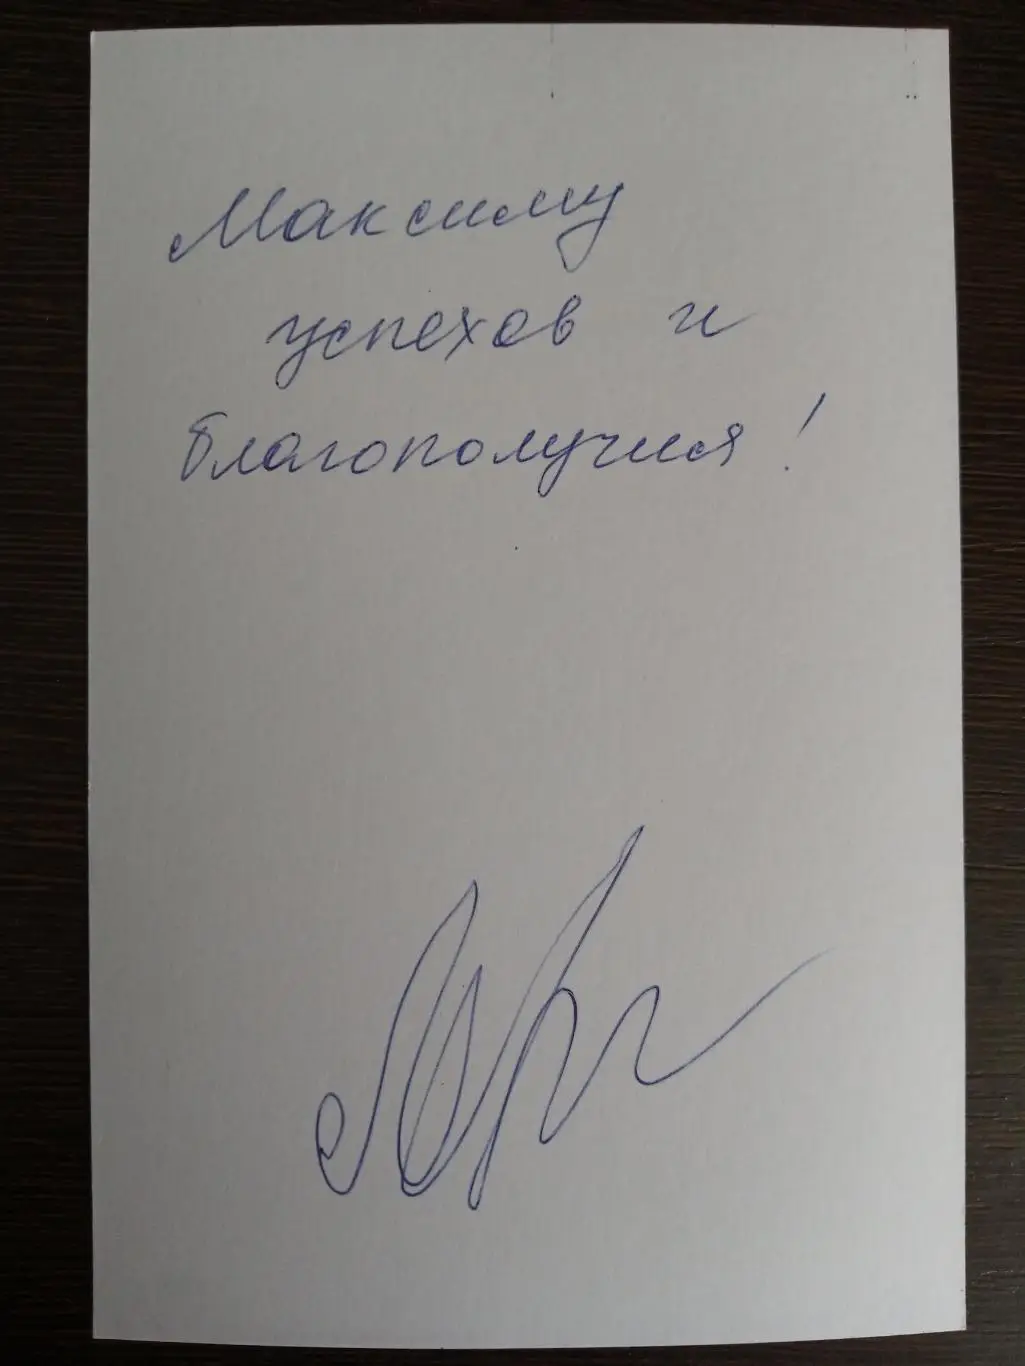 Максиму
успехов и
благополучия!